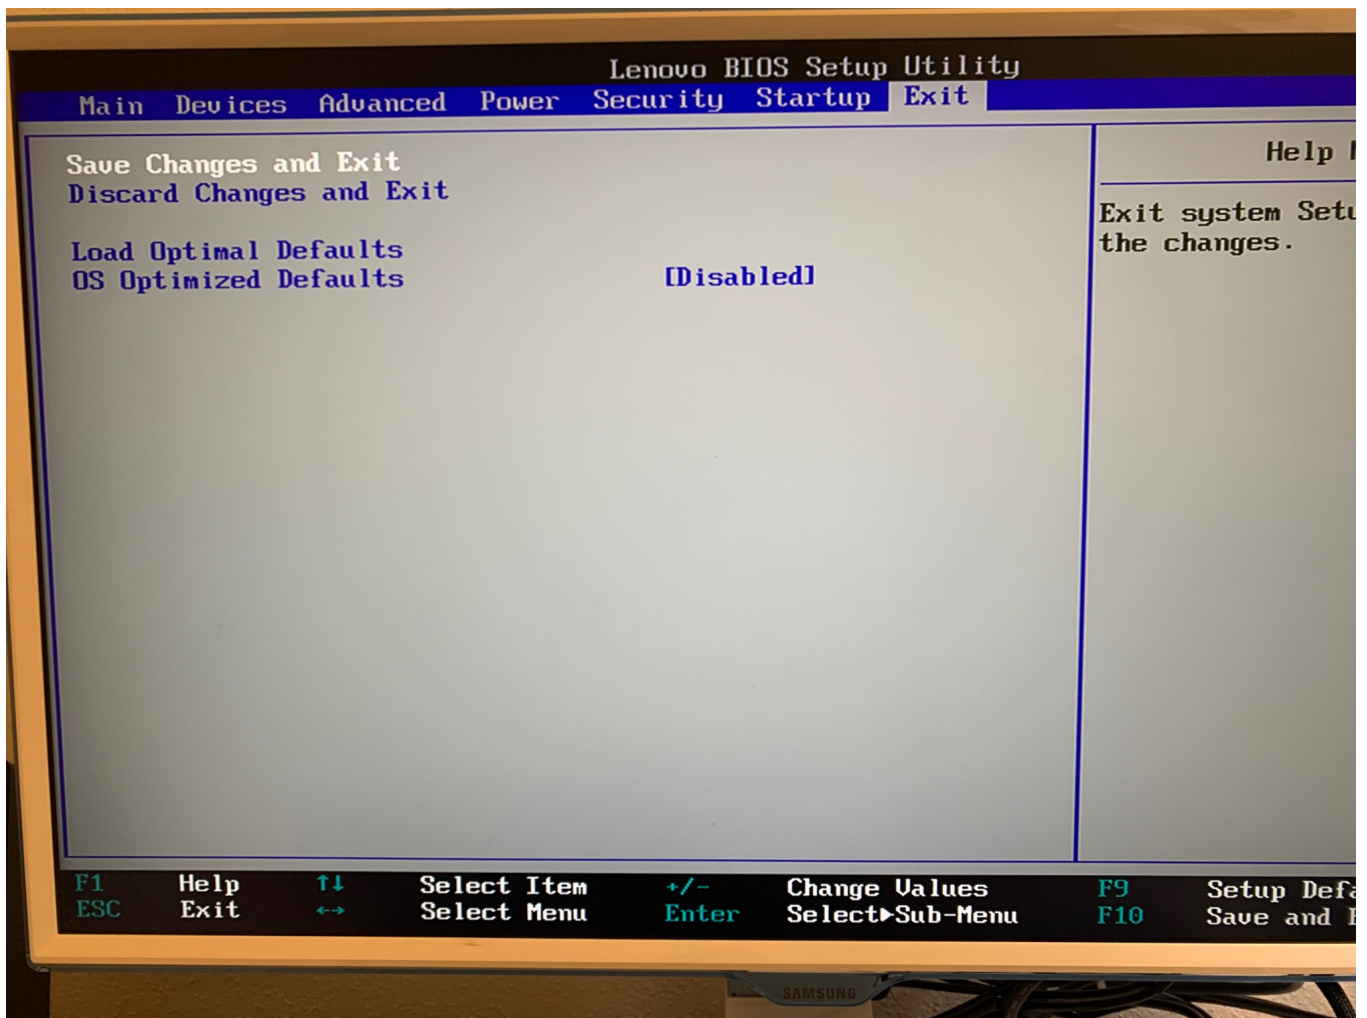 Lenovo BIOS Setup Utility
Main Devices Advanced Power Security Startup Exit
Save Changes and Exit
Discard Changes and Exit
Load Optimal Defaults
OS Optimized Defaults [Disabled]
Help
Exit system
the changes.
F1 Help ↑↓ Select Item +/- Change Values F9 Setup
ESC Exit ←→ Select Menu Enter Select▶Sub-Menu F10 Save and
SAMSUNG